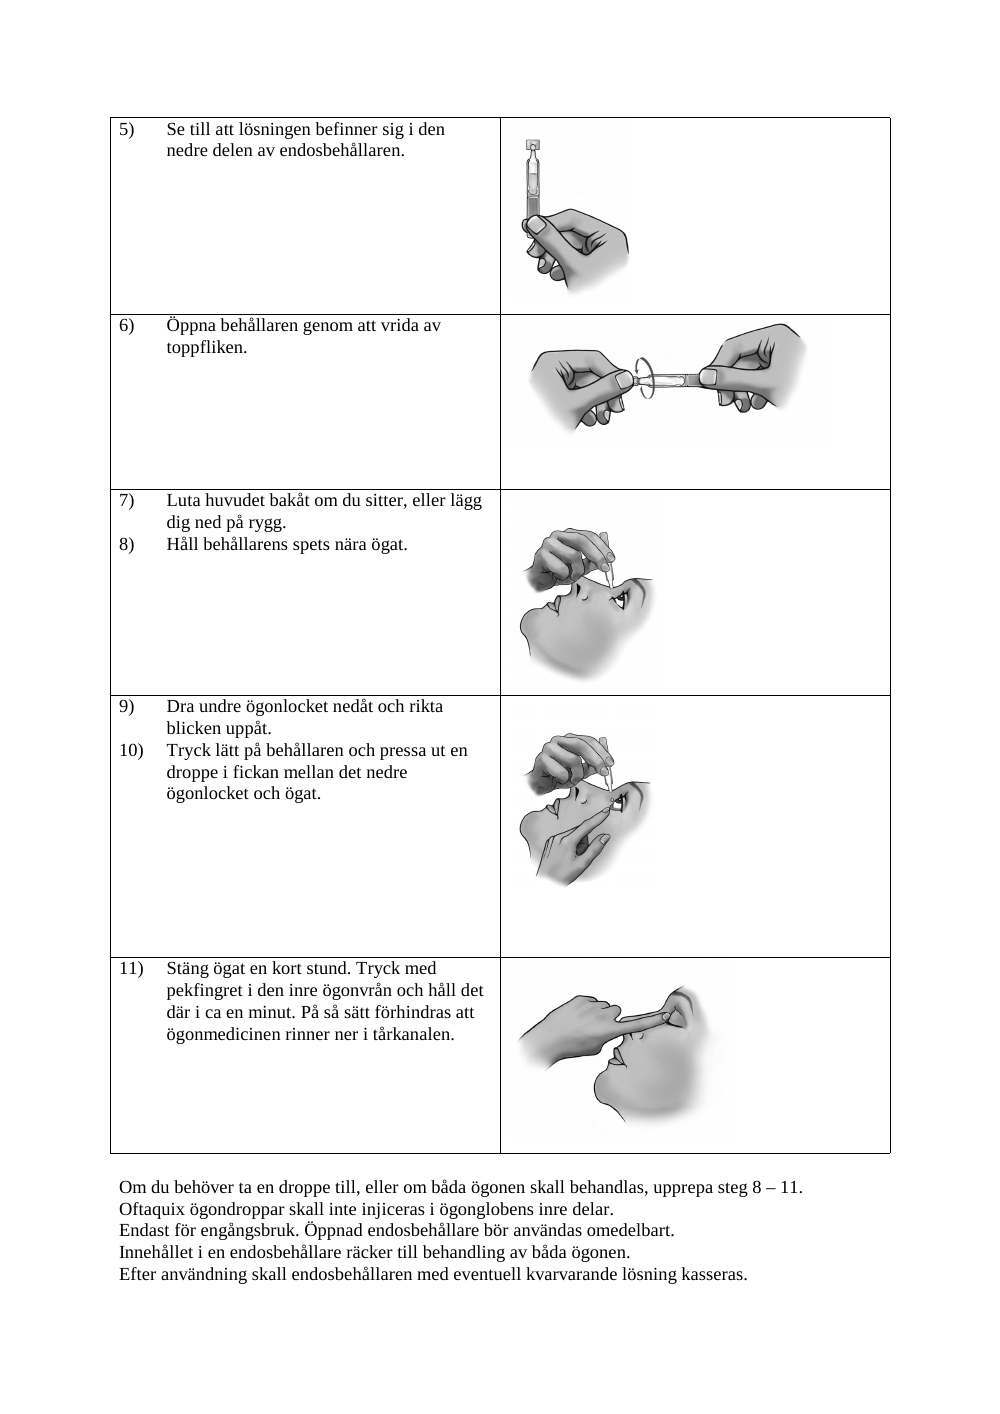 5) Se till att lösningen befinner sig i den
nedre delen av endosbehållaren.
6) Öppna behållaren genom att vrida av
toppfliken.
7) Luta huvudet bakåt om du sitter, eller lägg
dig ned på rygg.
8) Håll behållarens spets nära ögat.
9) Dra undre ögonlocket nedåt och rikta
blicken uppåt.
10) Tryck lätt på behållaren och pressa ut en
droppe i fickan mellan det nedre
ögonlocket och ögat.
11) Stäng ögat en kort stund. Tryck med
pekfingret i den inre ögonvrån och håll det
där i ca en minut. På så sätt förhindras att
ögonmedicinen rinner ner i tårkanalen.
Om du behöver ta en droppe till, eller om båda ögonen skall behandlas, upprepa steg 8 – 11.
Oftaquix ögondroppar skall inte injiceras i ögonglobens inre delar.
Endast för engångsbruk. Öppnad endosbehållare bör användas omedelbart.
Innehållet i en endosbehållare räcker till behandling av båda ögonen.
Efter användning skall endosbehållaren med eventuell kvarvarande lösning kasseras.